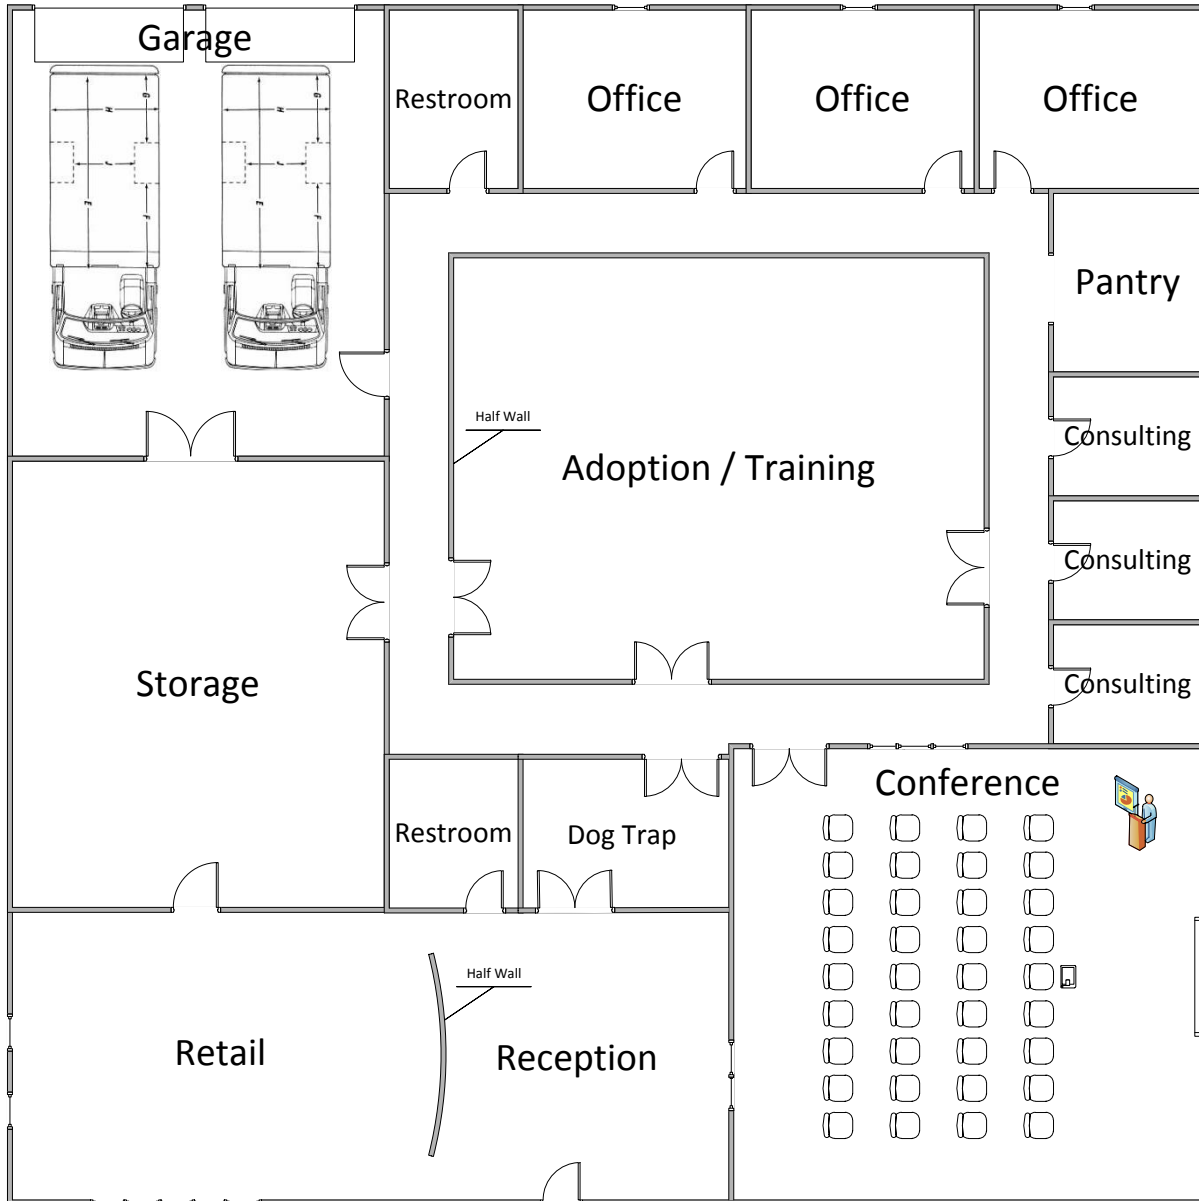 Garage
Restroom
Office
Office
Office
H
G
J
E
F
H
G
J
E
F
Pantry
Half Wall
Consulting
Adoption / Training
Consulting
Storage
Consulting
Conference
Restroom
Dog Trap
Half Wall
Retail
Reception